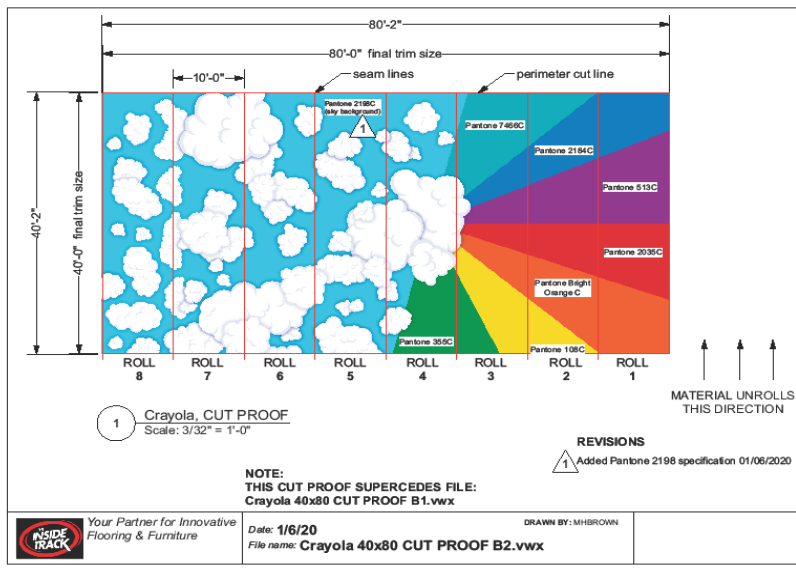 80'-2"
80'-0" final trim size
10'-0"
seam lines
perimeter cut line
40'-2"
40'-0" final trim size
Pantone 2198C
(sky background)
1
Pantone 7466C
Pantone 2184C
Pantone 513C
Pantone 2035C
Pantone Bright
Orange C
Pantone 355C
Pantone 108C
ROLL
8
ROLL
7
ROLL
6
ROLL
5
ROLL
4
ROLL
3
ROLL
2
ROLL
1
MATERIAL UNROLLS
THIS DIRECTION
1
Crayola, CUT PROOF
Scale: 3/32" = 1'-0"
REVISIONS
1
Added Pantone 2198 specification 01/06/2020
NOTE:
THIS CUT PROOF SUPERCEDES FILE:
Crayola 40x80 CUT PROOF B1.vwx
THE
INSIDE
TRACK
Your Partner for Innovative
Flooring & Furniture
Date: 1/6/20
DRAWN BY: MHBROWN
File name: Crayola 40x80 CUT PROOF B2.vwx